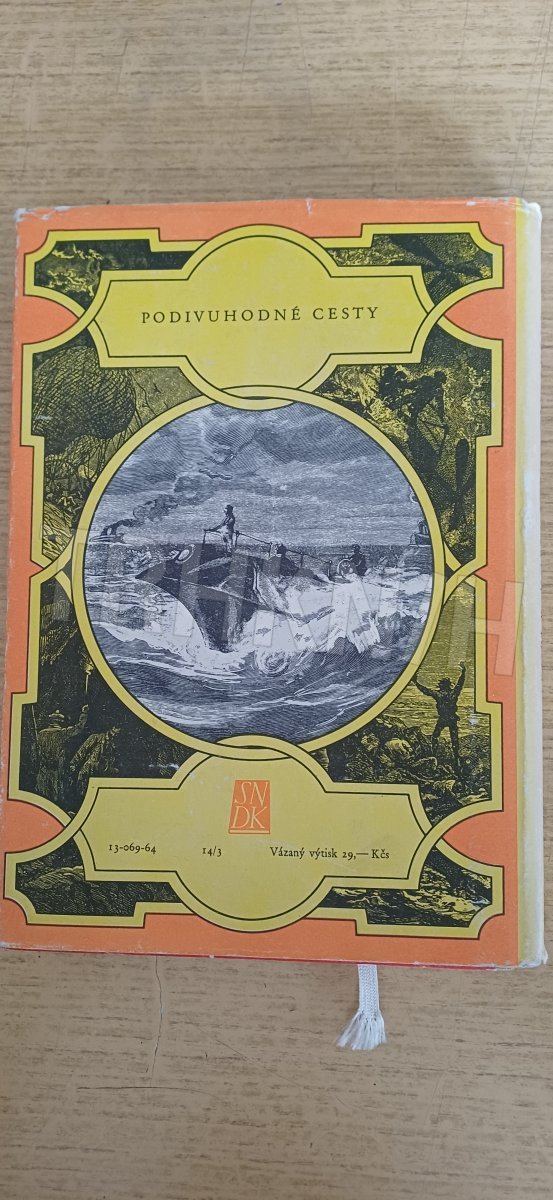 PODIVUHODNÉ CESTY
SN
DK
13-069-64 14/3 Vázaný výtisk 29,— Kčs